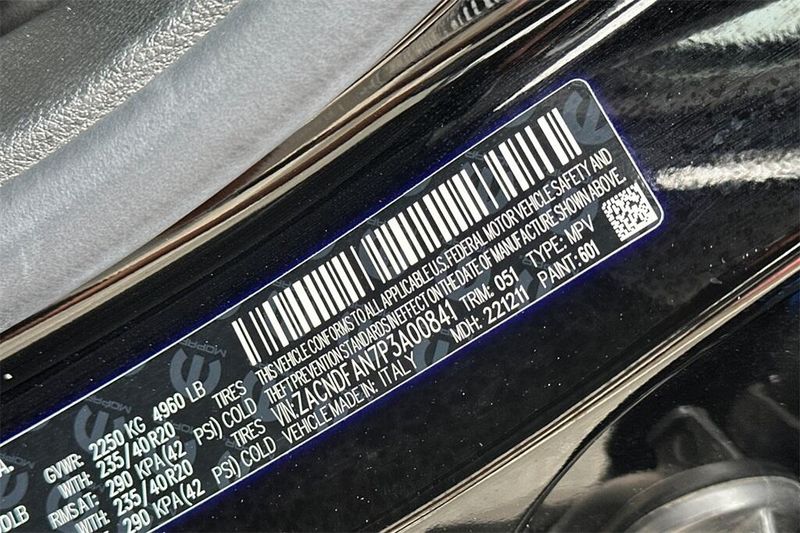 MOPAR
GVWR: 2250 KG 4960 LB
WITH: 235/40R20 TIRES
RIMS AT: 290 KPA(42 PSI) COLD
WITH: 235/40R20 TIRES
290 KPA(42 PSI) COLD
THIS VEHICLE CONFORMS TO ALL APPLICABLE U.S. FEDERAL MOTOR VEHICLE SAFETY AND
THEFT PREVENTION STANDARDS IN EFFECT ON THE DATE OF MANUFACTURE SHOWN ABOVE.
VIN: ZACNDFAN7P3A00841 TRIM: 051 TYPE: MPV
VEHICLE MADE IN: ITALY MDH: 221211 PAINT: 601